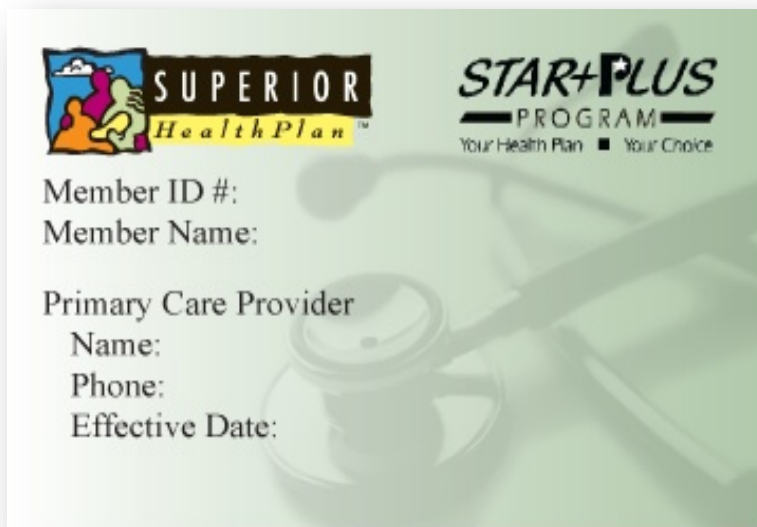 SUPERIOR
HealthPlan™
STAR+PLUS
PROGRAM
Your Health Plan ■ Your Choice
Member ID #:
Member Name:
Primary Care Provider
Name:
Phone:
Effective Date: